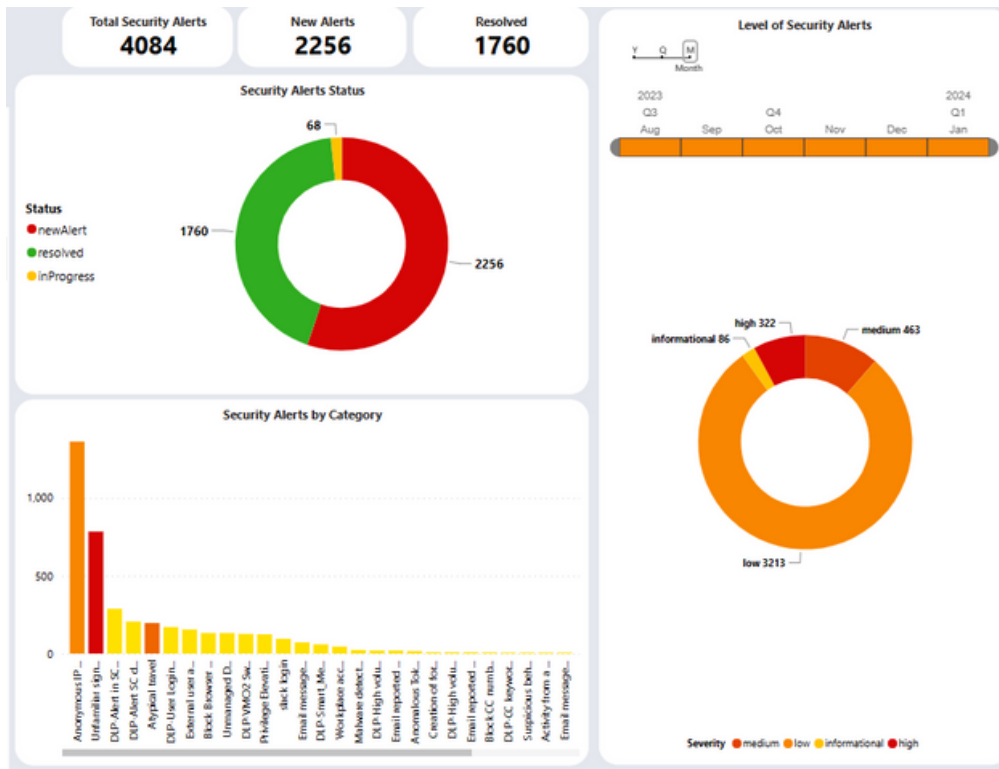 Total Security Alerts
4084
New Alerts
2256
Resolved
1760
Security Alerts Status
68
1760
2256
Status
newAlert
resolved
inProgress
Security Alerts by Category
1,000
500
0
Anonymous IP ...
Unfamiliar sign...
DLP-Alert in SC...
DLP-Alert SC d...
Atypical travel
DLP-User Login...
External user a...
Block Browser ...
Unmanaged D...
DLP-VMO2 Sw...
Privilege Elevati...
slack login
Email message...
DLP-Smart_Me...
Workplace acc...
Malware detect...
DLP-High volu...
Email reported ...
Anomalous Tok...
Creation of for...
DLP-High volu...
Email reported ...
Block CC numb...
DLP-CC keywor...
Suspicious beh...
Activity from a ...
Email message...
Level of Security Alerts
Y Q M
Month
2023 2024
Q3 Q4 Q1
Aug Sep Oct Nov Dec Jan
high 322
medium 463
informational 86
low 3213
Severity medium low informational high